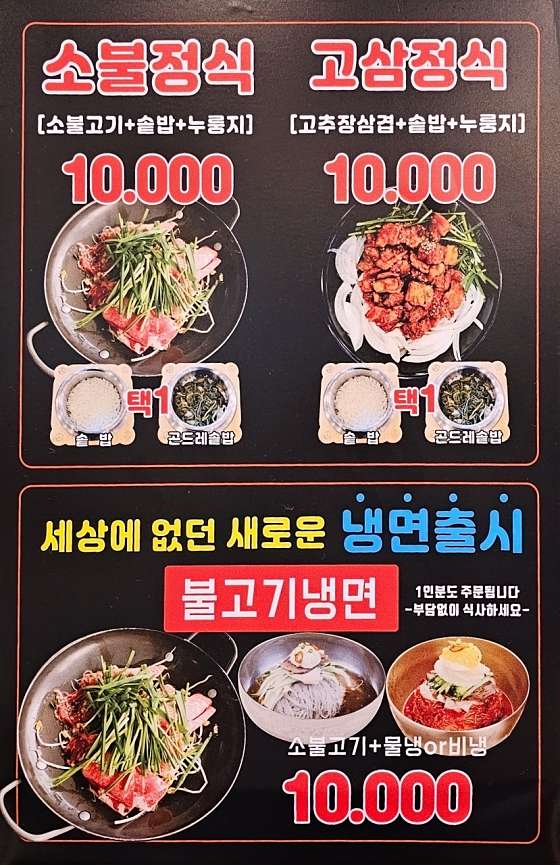 소불정식
[소불고기+솥밥+누룽지]
10.000
택1
솥 밥
곤드레솥밥
고삼정식
[고추장삼겹+솥밥+누룽지]
10.000
택1
솥 밥
곤드레솥밥
세상에 없던 새로운 냉면출시
불고기냉면
1인분도 주문됩니다
-부담없이 식사하세요-
소불고기+물냉or비냉
10.000